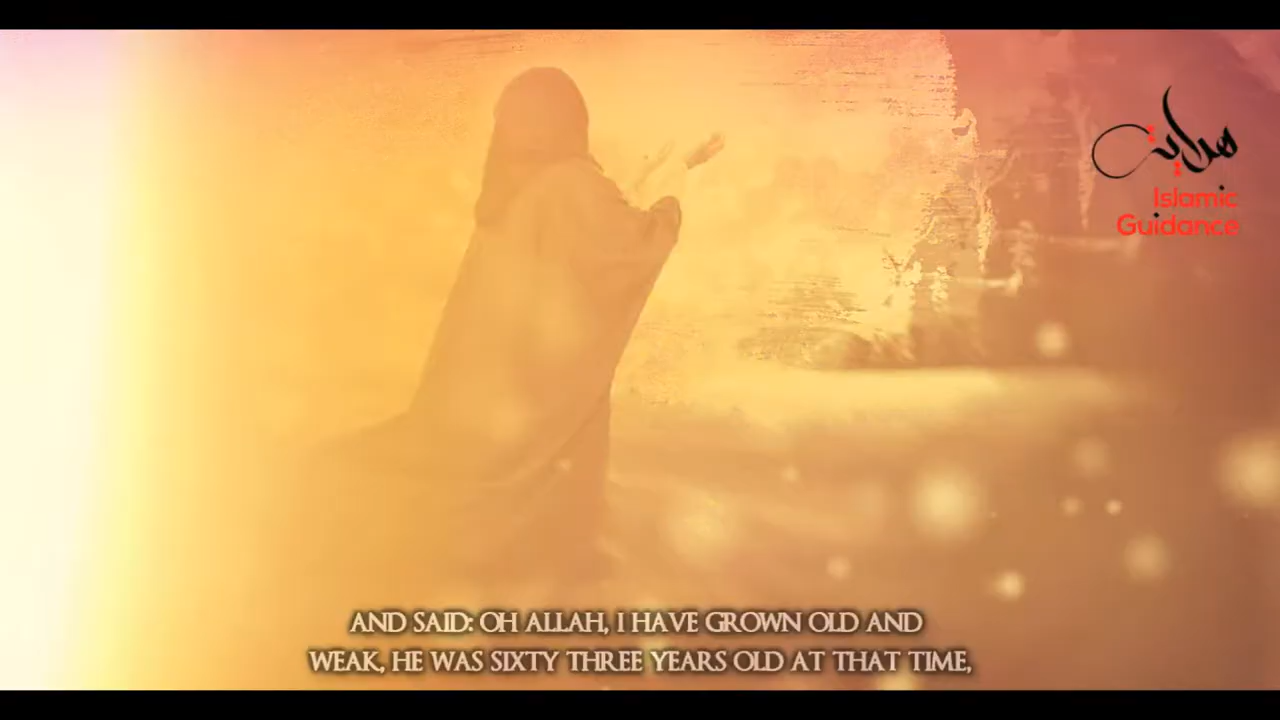 هداية
Islamic
Guidance
AND SAID: OH ALLAH, I HAVE GROWN OLD AND
WEAK, HE WAS SIXTY THREE YEARS OLD AT THAT TIME,